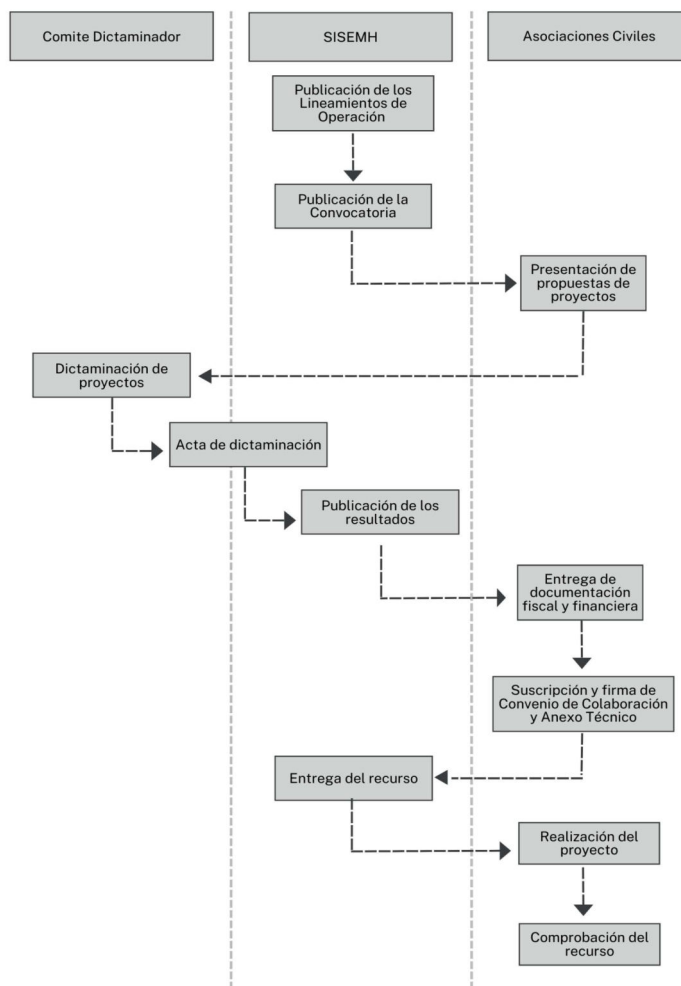 Comite Dictaminador
SISEMH
Asociaciones Civiles
Publicación de los
Lineamientos de
Operación
Publicación de la
Convocatoria
Presentación de
propuestas de
proyectos
Dictaminación de
proyectos
Acta de dictaminación
Publicación de los
resultados
Entrega de
documentación
fiscal y financiera
Suscripción y firma de
Convenio de Colaboración
y Anexo Técnico
Entrega del recurso
Realización del
proyecto
Comprobación del
recurso